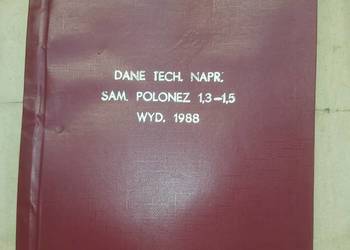 DANE TECH. NAPR.
SAM. POLONEZ 1,3-1,5
WYD. 1988